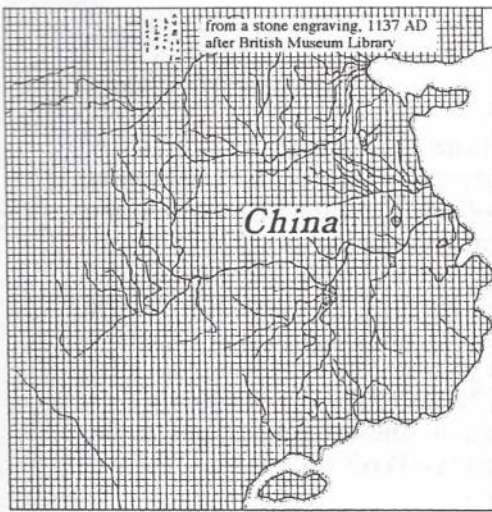 from a stone engraving, 1137 AD
after British Museum Library
China